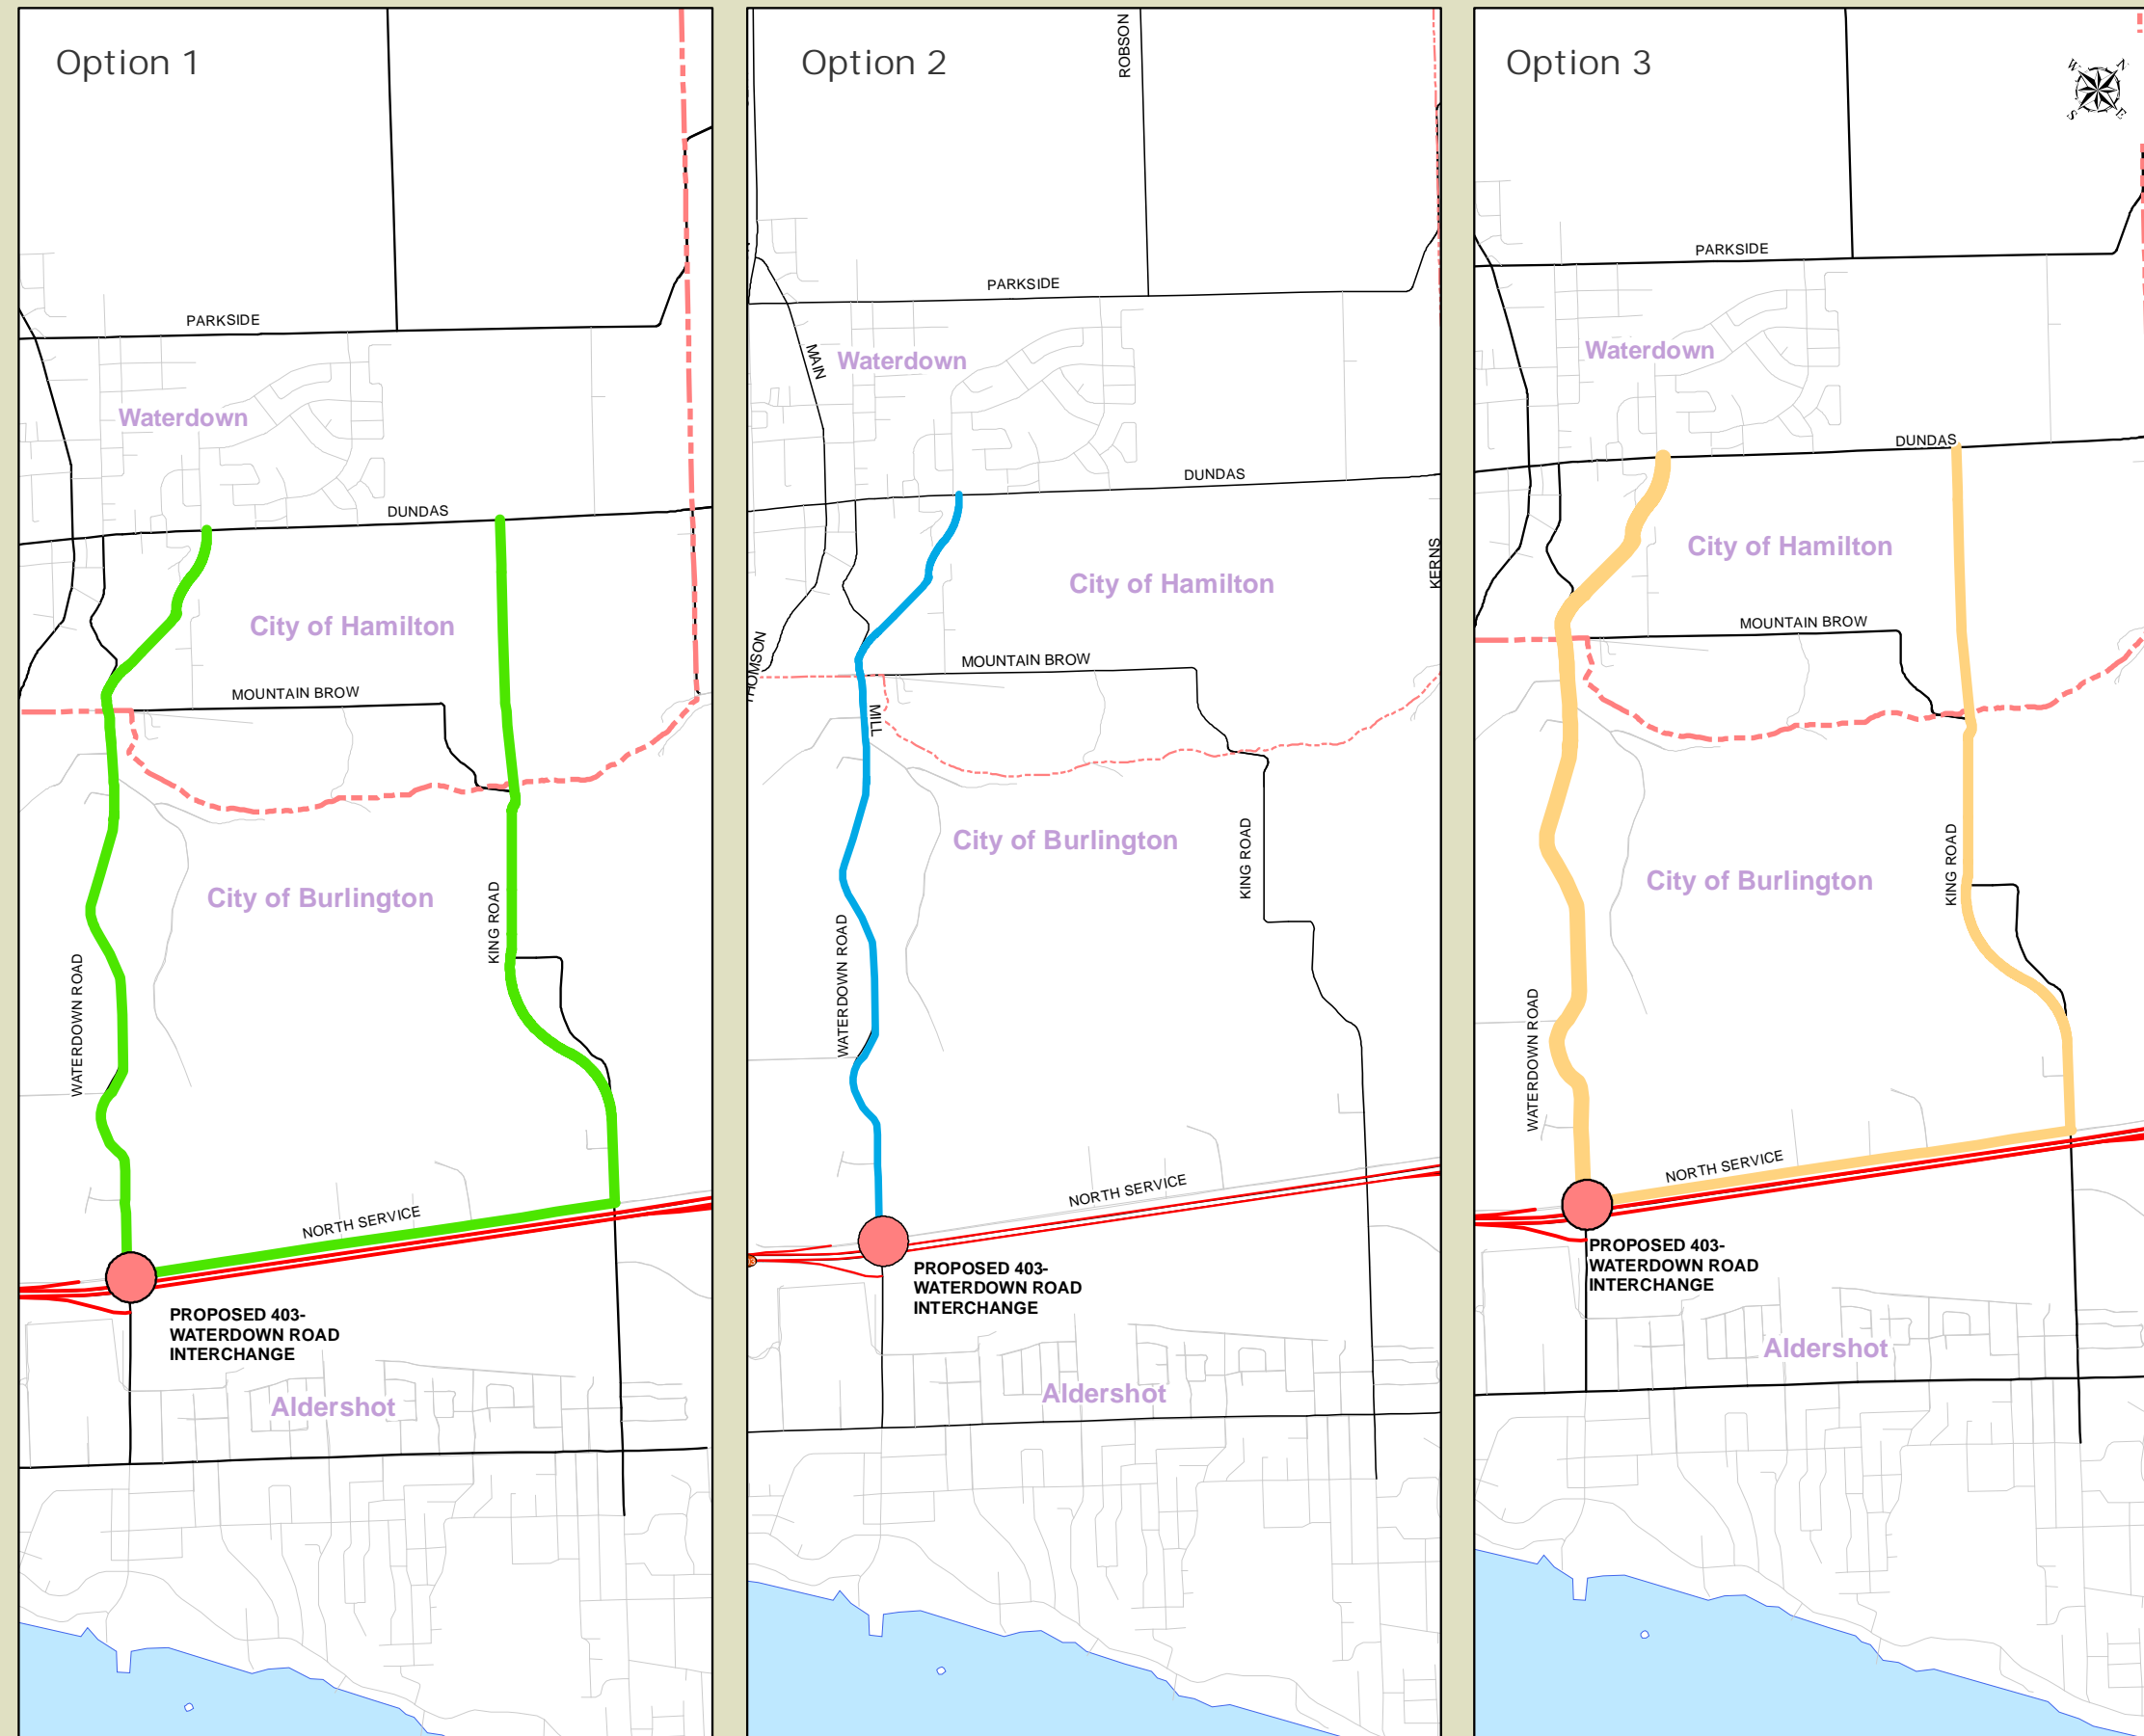 Option 1
PARKSIDE
Waterdown
DUNDAS
City of Hamilton
MOUNTAIN BROW
City of Burlington
KING ROAD
WATERDOWN ROAD
NORTH SERVICE
PROPOSED 403-
WATERDOWN ROAD
INTERCHANGE
Aldershot
Option 2
ROBSON
PARKSIDE
MAIN
Waterdown
DUNDAS
KERNS
City of Hamilton
THOMSON
MOUNTAIN BROW
MILL
City of Burlington
KING ROAD
WATERDOWN ROAD
NORTH SERVICE
PROPOSED 403-
WATERDOWN ROAD
INTERCHANGE
Aldershot
Option 3
W N
S E
PARKSIDE
Waterdown
DUNDAS
City of Hamilton
MOUNTAIN BROW
KING ROAD
City of Burlington
WATERDOWN ROAD
NORTH SERVICE
PROPOSED 403-
WATERDOWN ROAD
INTERCHANGE
Aldershot